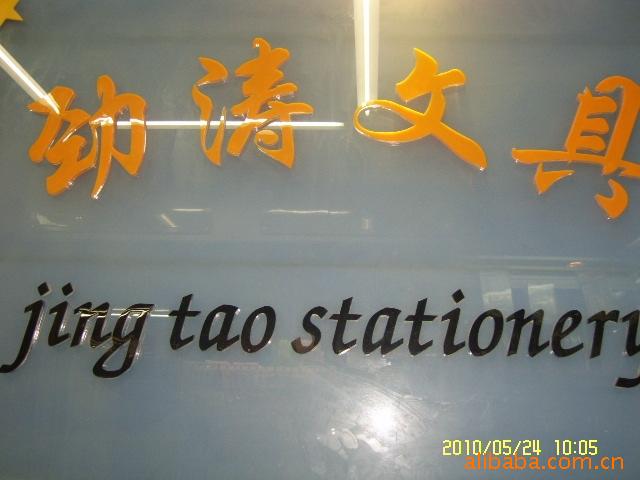 劲涛文具
jing tao stationery
2010/05/24 10:05
alibaba.com.cn